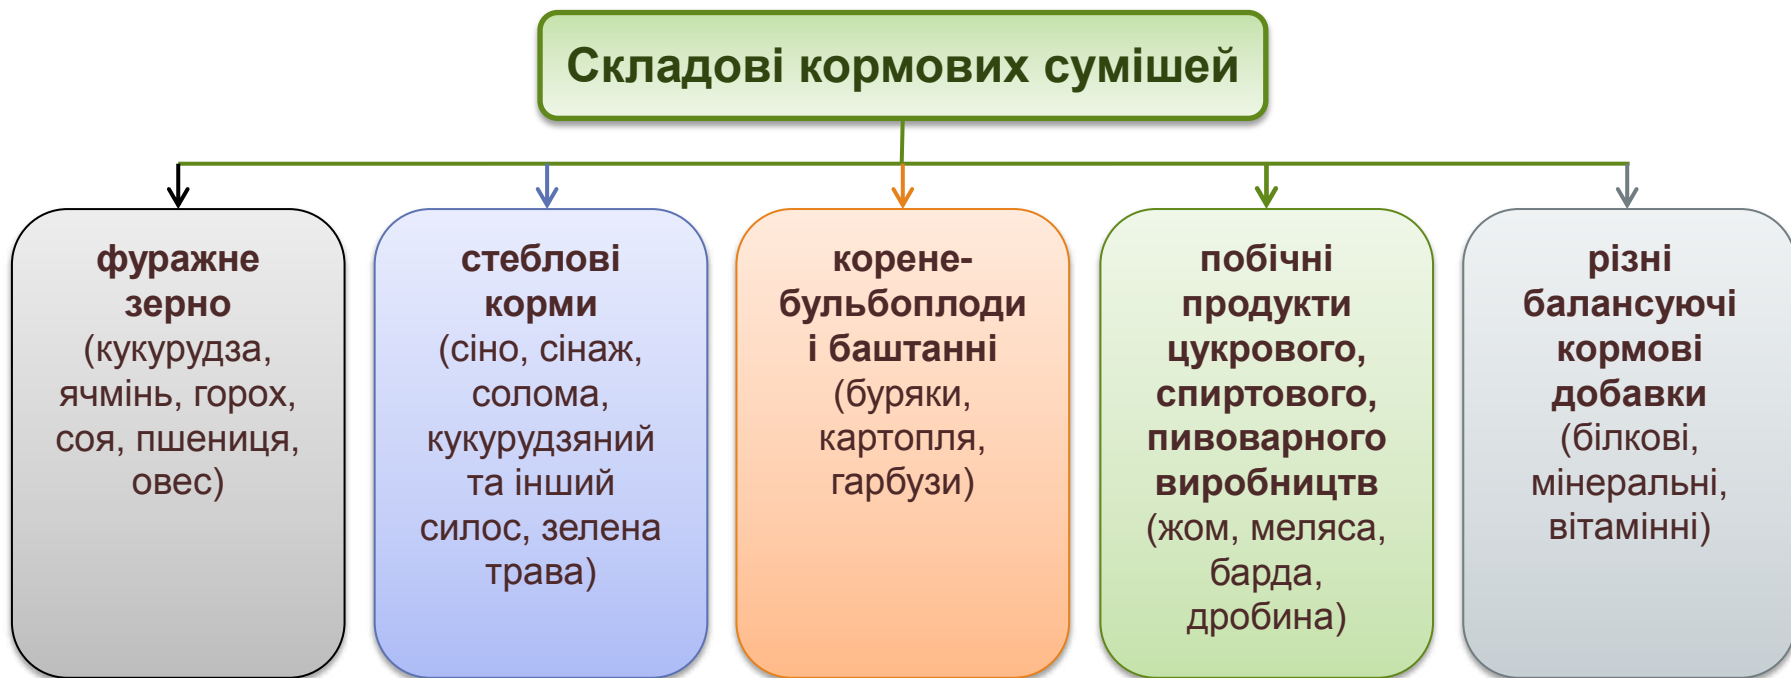 Складові кормових сумішей
фуражне
зерно
(кукурудза,
ячмінь, горох,
соя, пшениця,
овес)
стеблові
корми
(сіно, сінаж,
солома,
кукурудзяний
та інший
силос, зелена
трава)
корене-
бульбоплоди
і баштанні
(буряки,
картопля,
гарбузи)
побічні
продукти
цукрового,
спиртового,
пивоварного
виробництв
(жом, меляса,
барда,
дробина)
різні
балансуючі
кормові
добавки
(білкові,
мінеральні,
вітамінні)